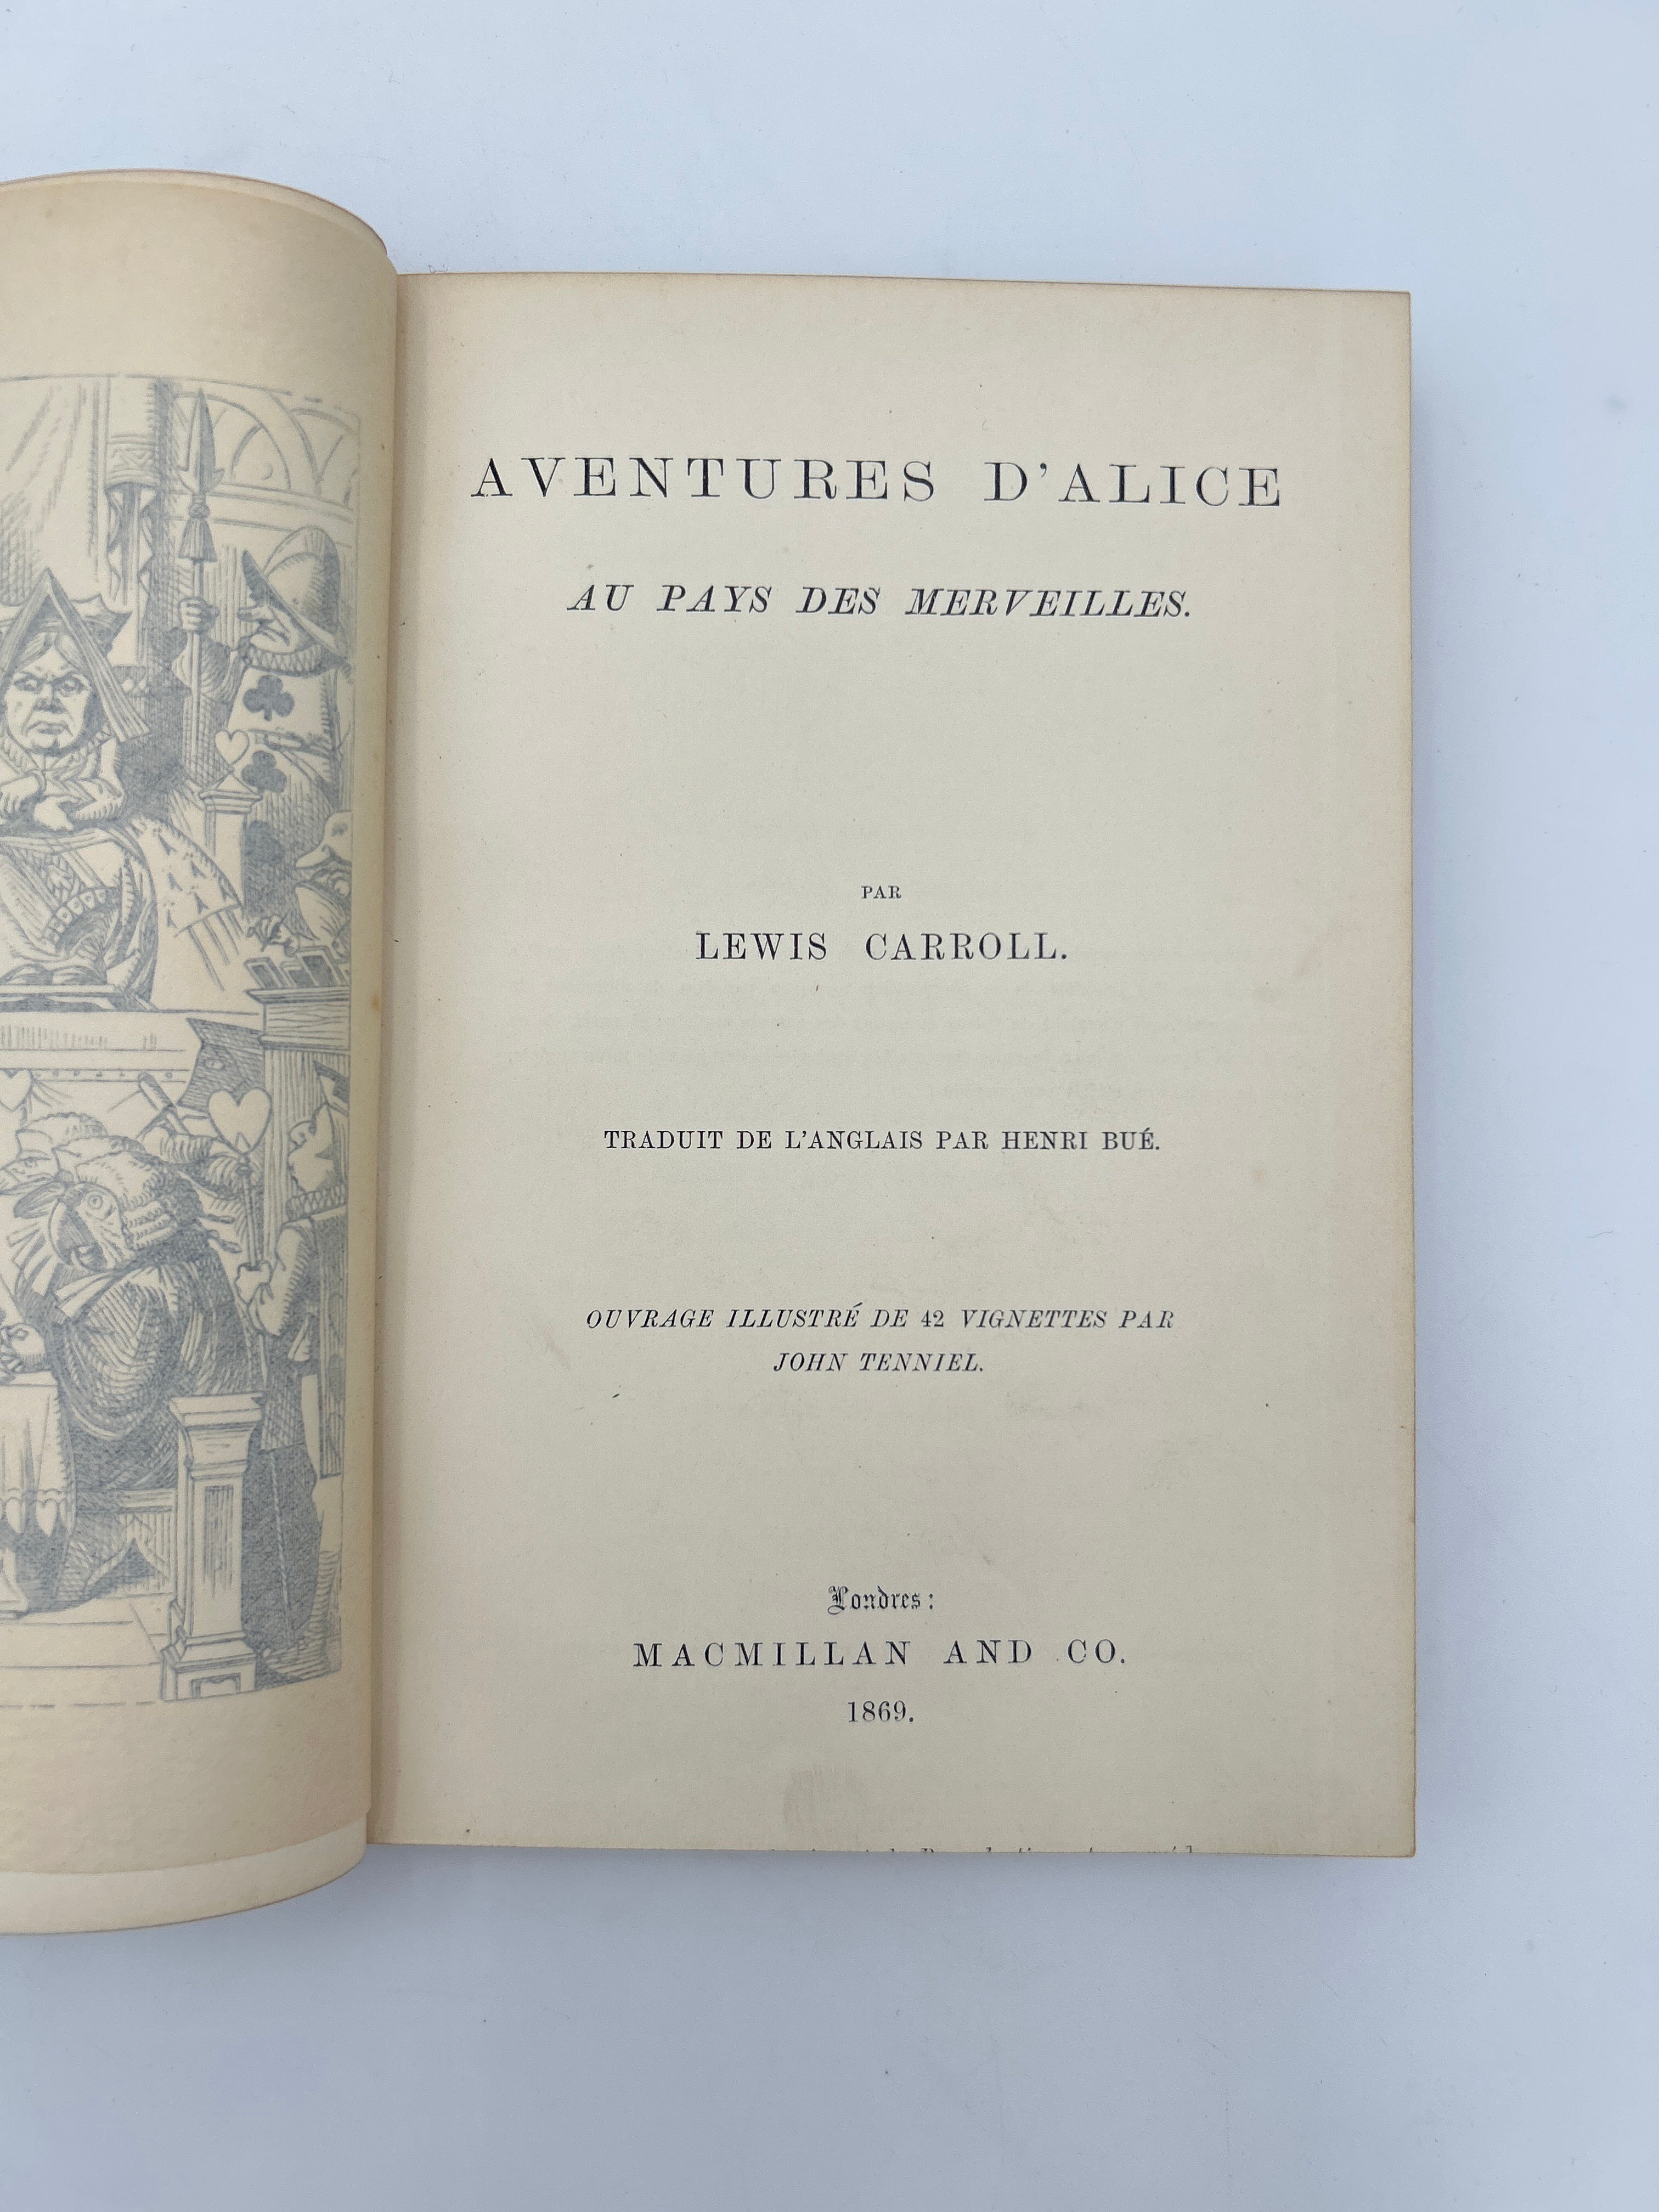 AVENTURES D'ALICE
AU PAYS DES MERVEILLES.
PAR
LEWIS CARROLL.
TRADUIT DE L'ANGLAIS PAR HENRI BUÉ.
OUVRAGE ILLUSTRÉ DE 42 VIGNETTES PAR
JOHN TENNIEL.
Londres:
MACMILLAN AND CO.
1869.